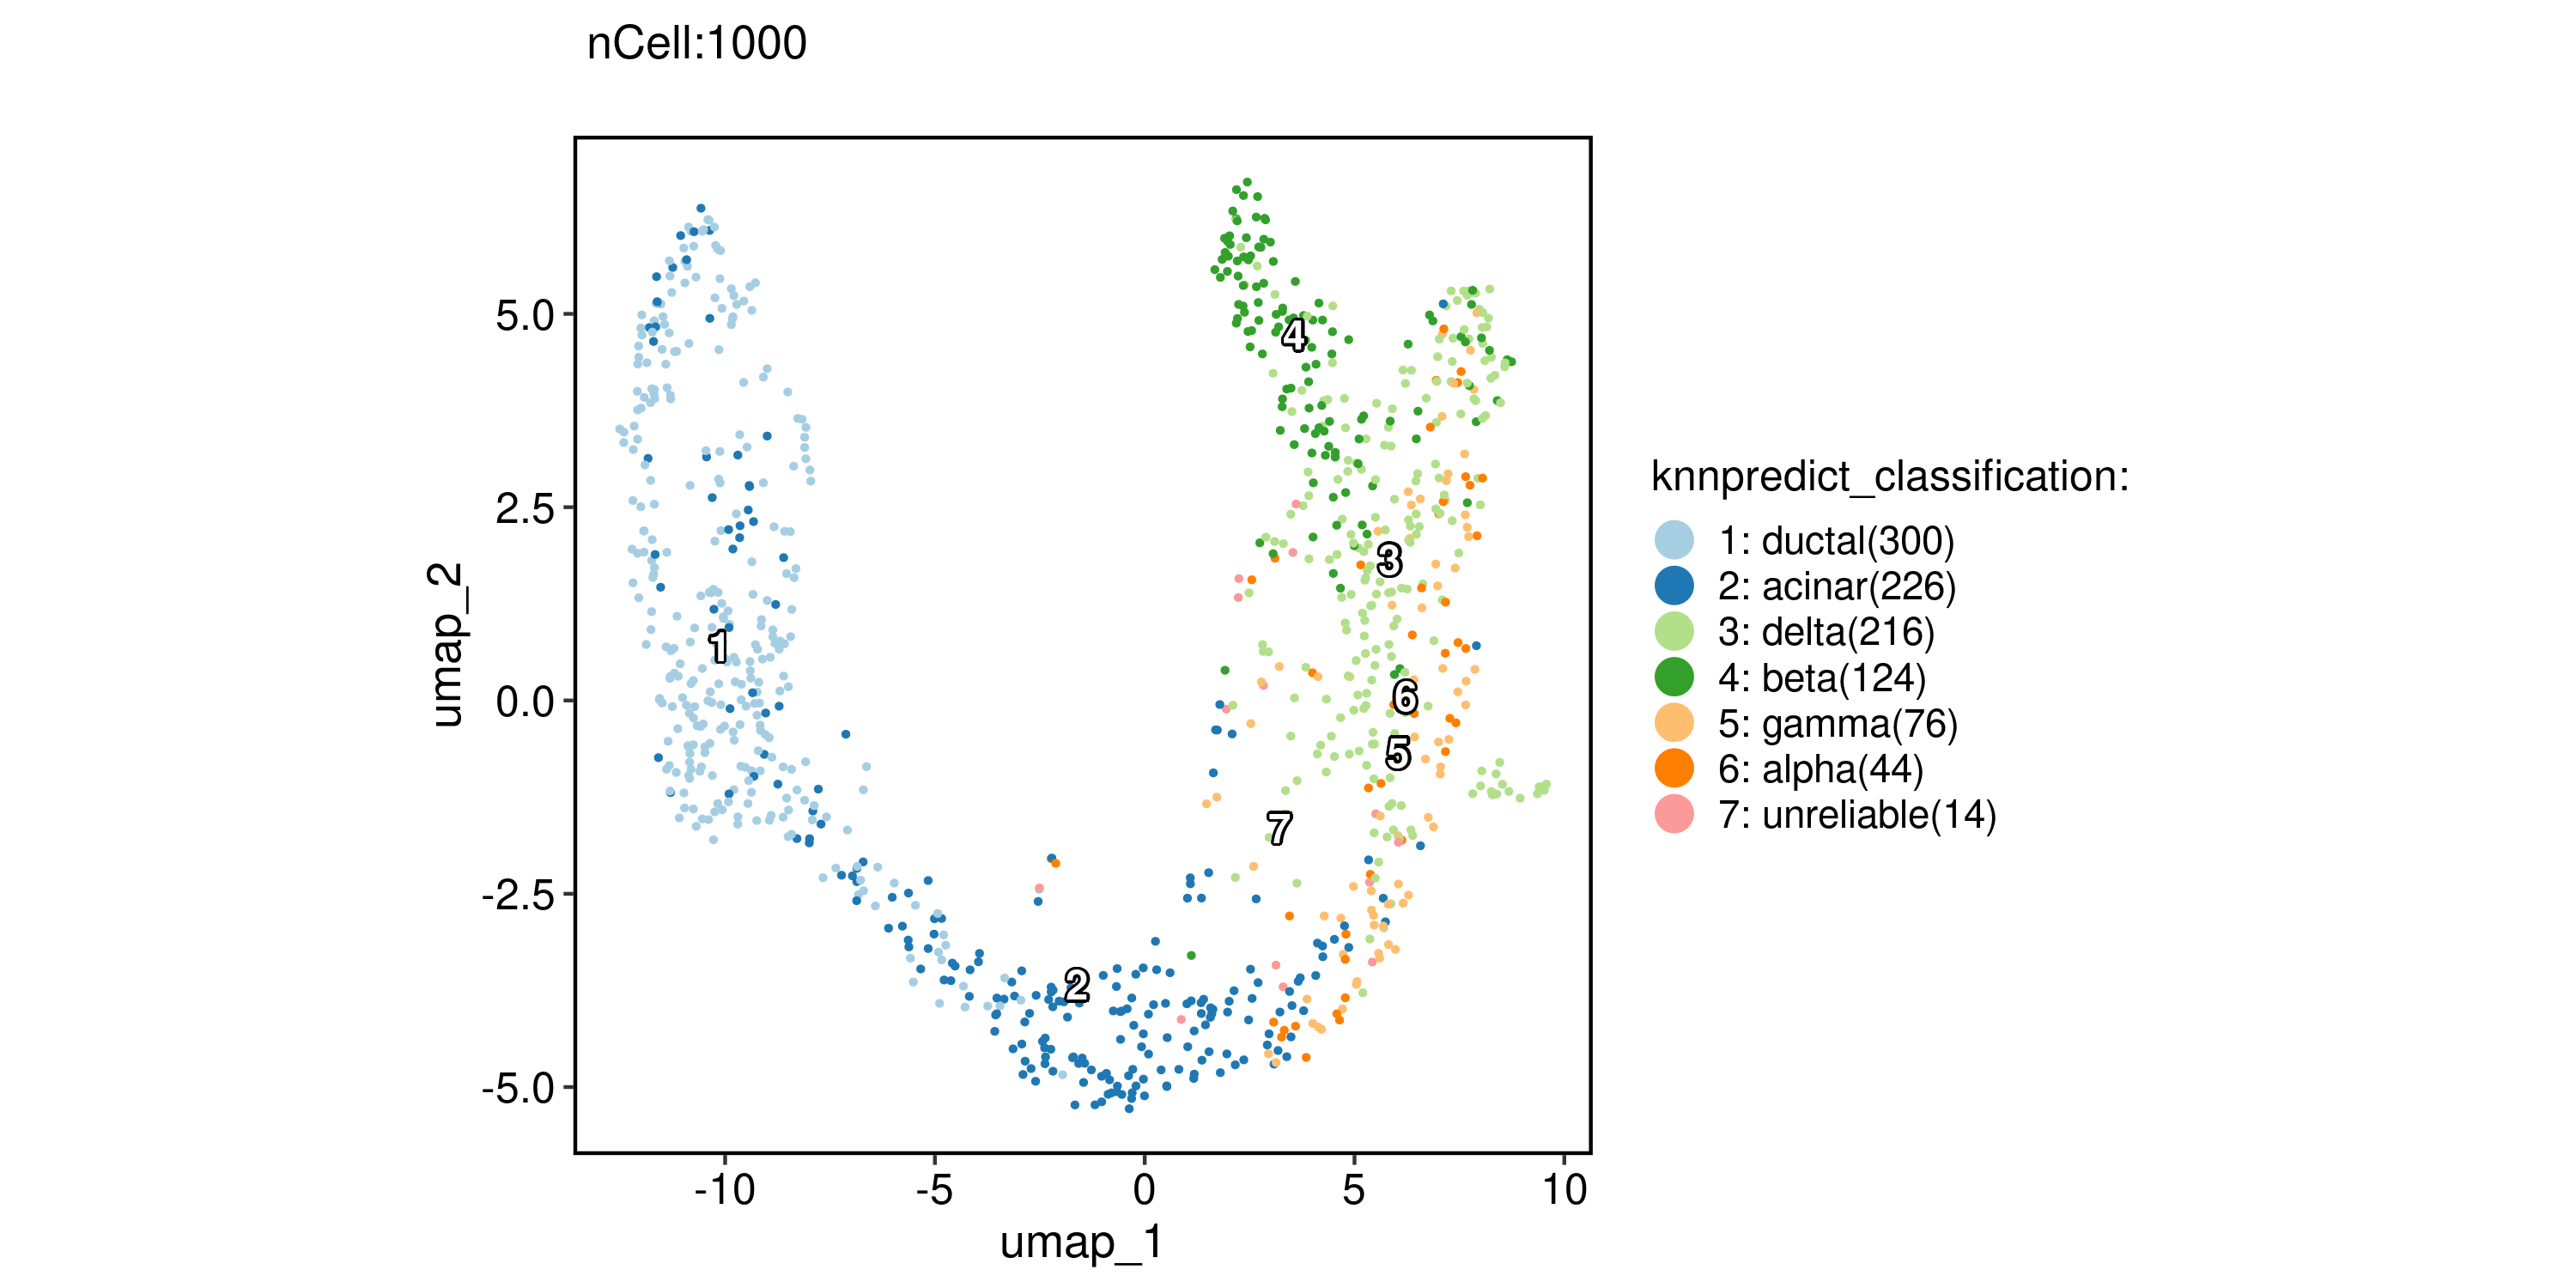 nCell:1000
umap_2
5.0
2.5
0.0
-2.5
-5.0
-10
-5
0
5
10
umap_1
4
3
1
6
5
7
2
knnpredict_classification:
1: ductal(300)
2: acinar(226)
3: delta(216)
4: beta(124)
5: gamma(76)
6: alpha(44)
7: unreliable(14)